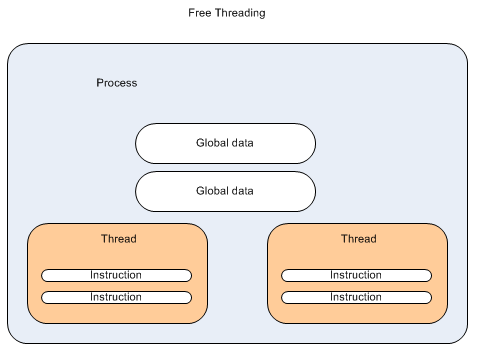 Free Threading
Process
Global data
Global data
Thread
Thread
Instruction
Instruction
Instruction
Instruction